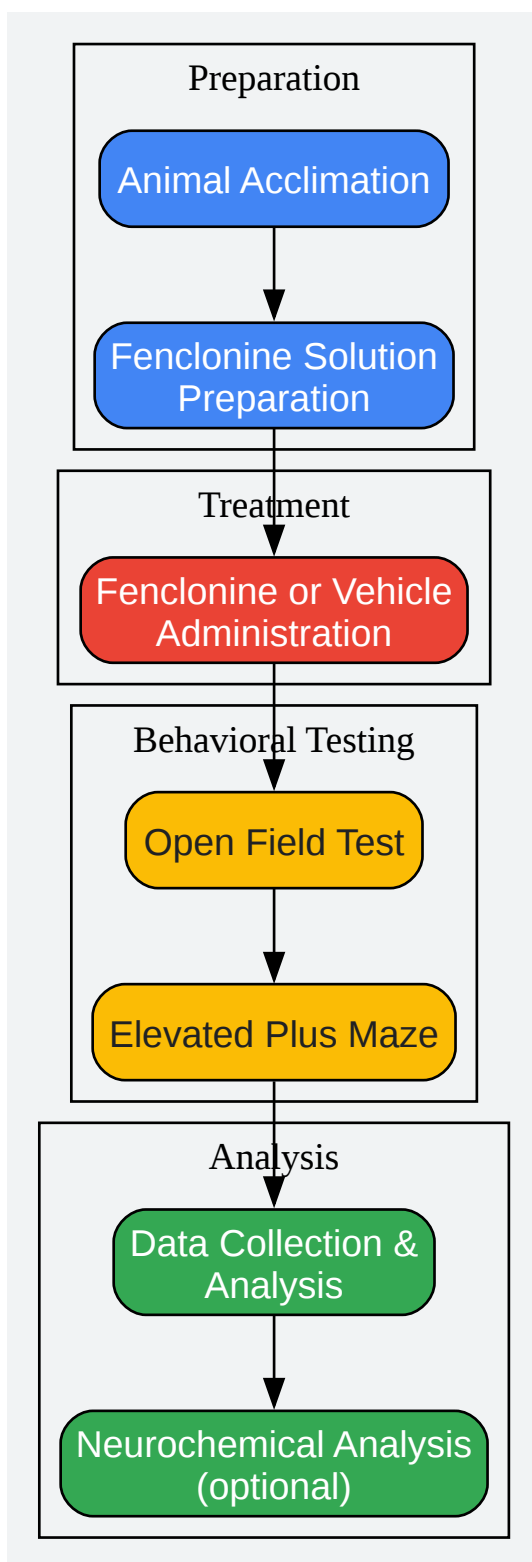 Preparation
Animal Acclimation
Fenclonine Solution
Preparation
Treatment
Fenclonine or Vehicle
Administration
Behavioral Testing
Open Field Test
Elevated Plus Maze
Analysis
Data Collection &
Analysis
Neurochemical Analysis
(optional)